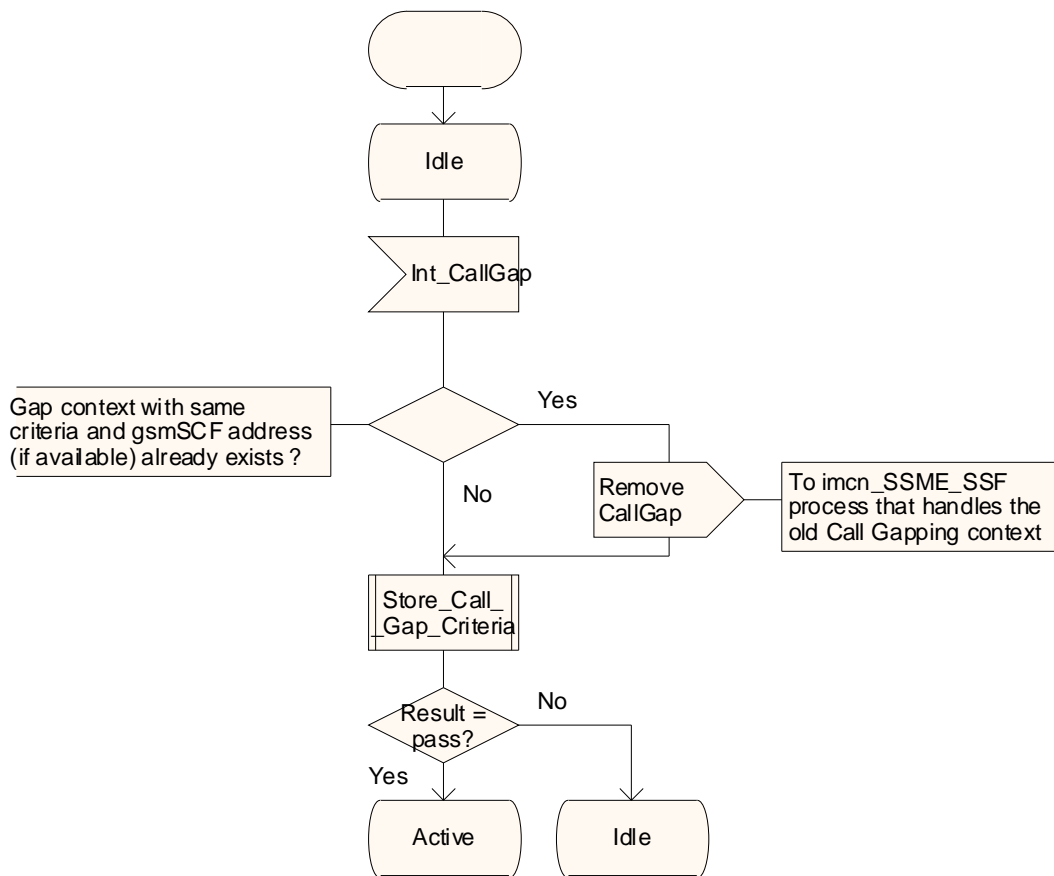 Idle
Int_CallGap
Gap context with same
criteria and gsmSCF address
(if available) already exists ?
Yes
No
Remove
CallGap
To imcn_SSME_SSF
process that handles the
old Call Gapping context
Store_Call_
_Gap_Criteria
Result =
pass?
No
Yes
Active
Idle